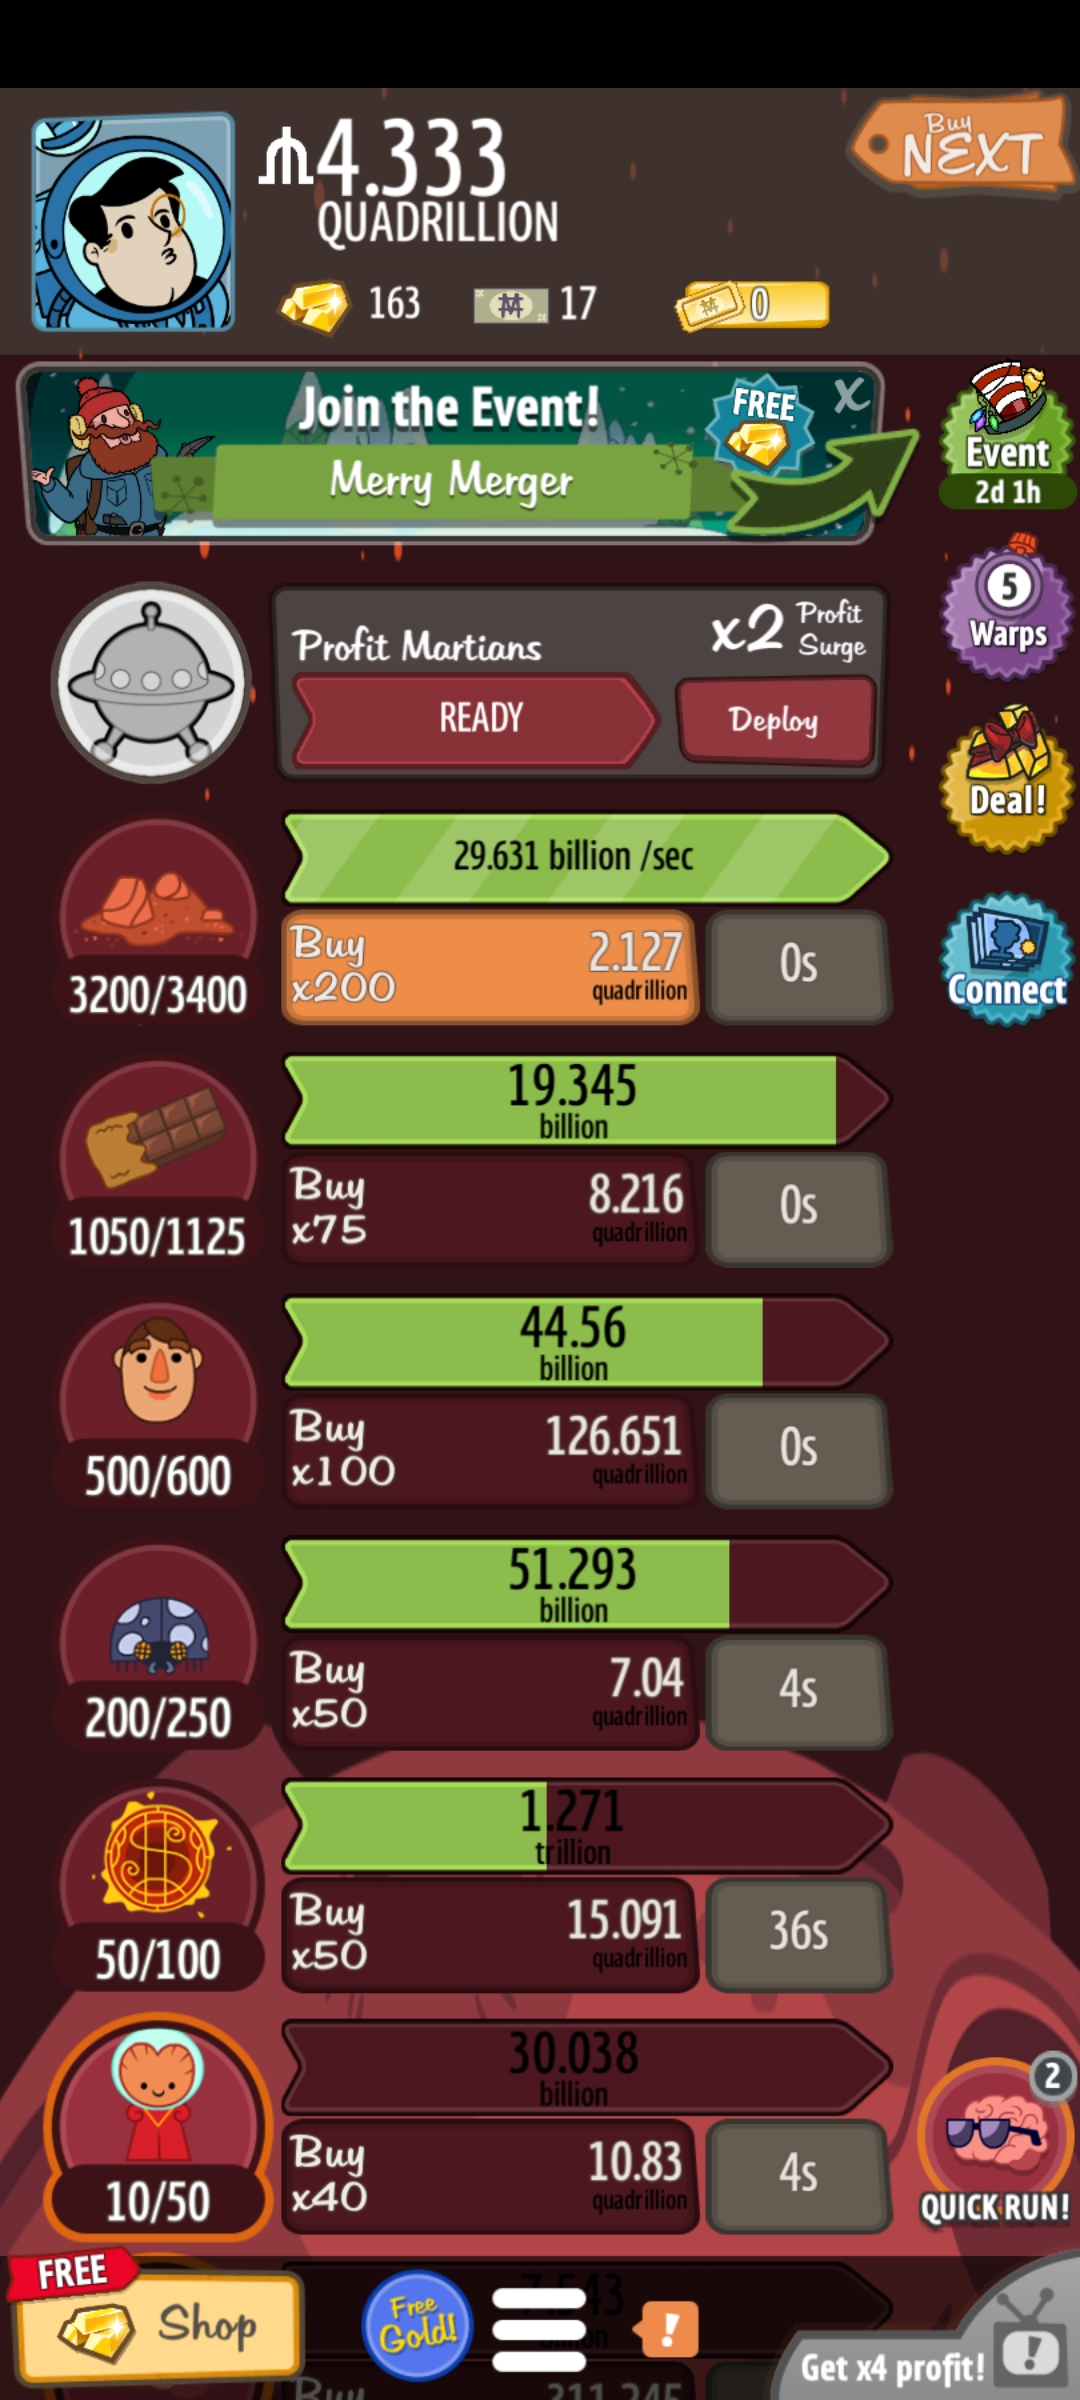 4.333
QUADRILLION
Buy
NEXT
163
17
0
Join the Event!
Merry Merger
FREE
X
Event
2d 1h
5
Warps
Profit Martians
x2 Profit Surge
READY
Deploy
Deal!
29.631 billion /sec
Buy x200
2.127 quadrillion
0s
3200/3400
Connect
19.345
billion
Buy x75
8.216 quadrillion
0s
1050/1125
44.56
billion
Buy x100
126.651 quadrillion
0s
500/600
51.293
billion
Buy x50
7.04 quadrillion
4s
200/250
1.271
trillion
Buy x50
15.091 quadrillion
36s
50/100
30.038
billion
Buy x40
10.83 quadrillion
4s
10/50
2
QUICK RUN!
FREE
Shop
Free Gold!
!
Get x4 profit!
!
Buy